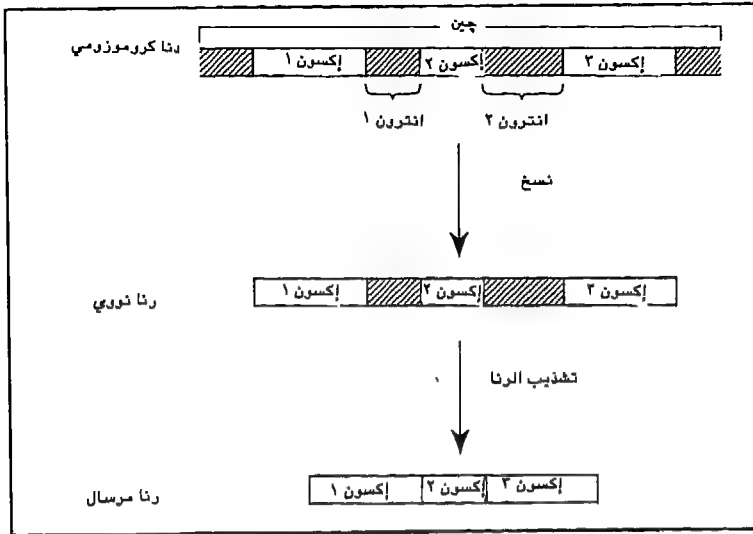 چين
دنا كروموزومي
إكسون ١ إكسون ٢ إكسون ٣
انترون ١ انترون ٢
نسخ
رنا نووي
إكسون ١ إكسون ٢ إكسون ٣
تشذيب الرنا
رنا مرسال
إكسون ١ إكسون ٢ إكسون ٣